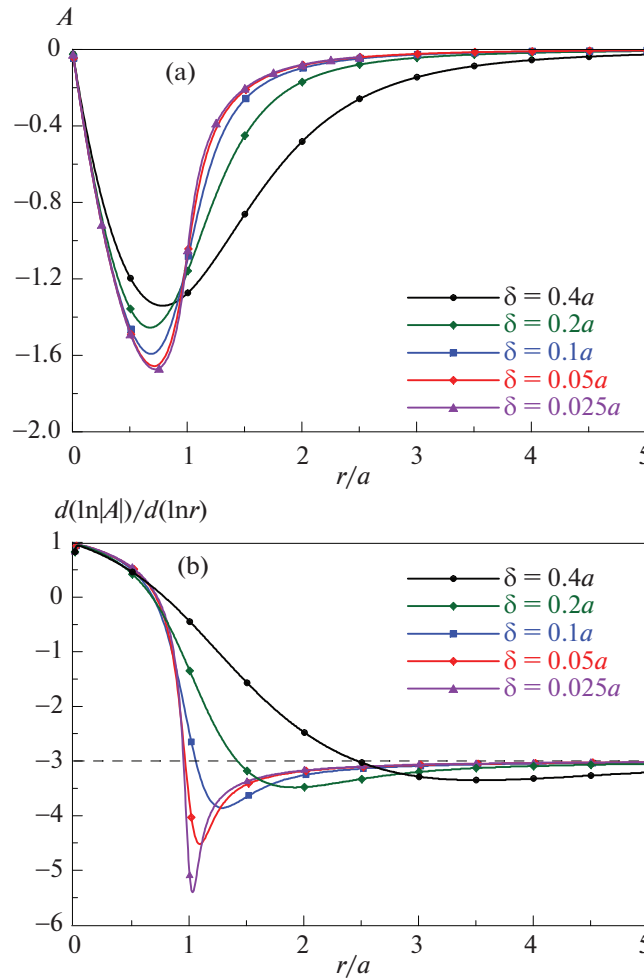 A
(a)
0
−0.4
−0.8
−1.2
−1.6
−2.0
δ = 0.4a
δ = 0.2a
δ = 0.1a
δ = 0.05a
δ = 0.025a
0 1 2 3 4 5
r/a
d(ln|A|)/d(lnr)
(b)
1
0
−1
−2
−3
−4
−5
−6
δ = 0.4a
δ = 0.2a
δ = 0.1a
δ = 0.05a
δ = 0.025a
0 1 2 3 4 5
r/a